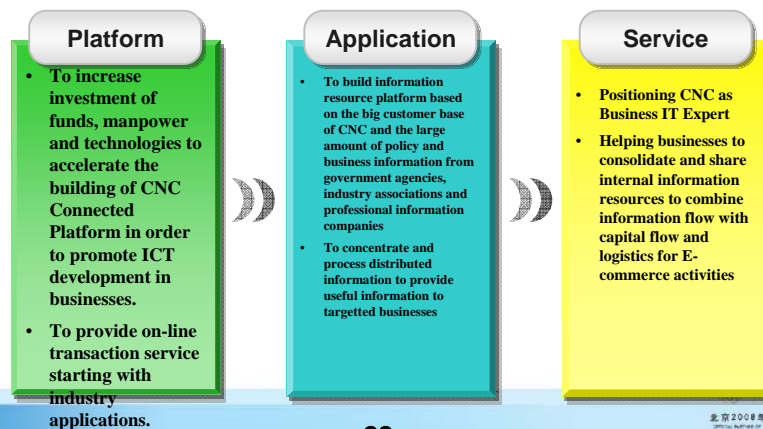 Platform
• To increase
investment of
funds, manpower
and technologies to
accelerate the
building of CNC
Connected
Platform in order
to promote ICT
development in
businesses.
• To provide on-line
transaction service
starting with
industry
applications.
Application
• To build information
resource platform based
on the big customer base
of CNC and the large
amount of policy and
business information from
government agencies,
industry associations and
professional information
companies
• To concentrate and
process distributed
information to provide
useful information to
targetted businesses
Service
• Positioning CNC as
Business IT Expert
• Helping businesses to
consolidate and share
internal information
resources to combine
information flow with
capital flow and
logistics for E-
commerce activities
北京2008年